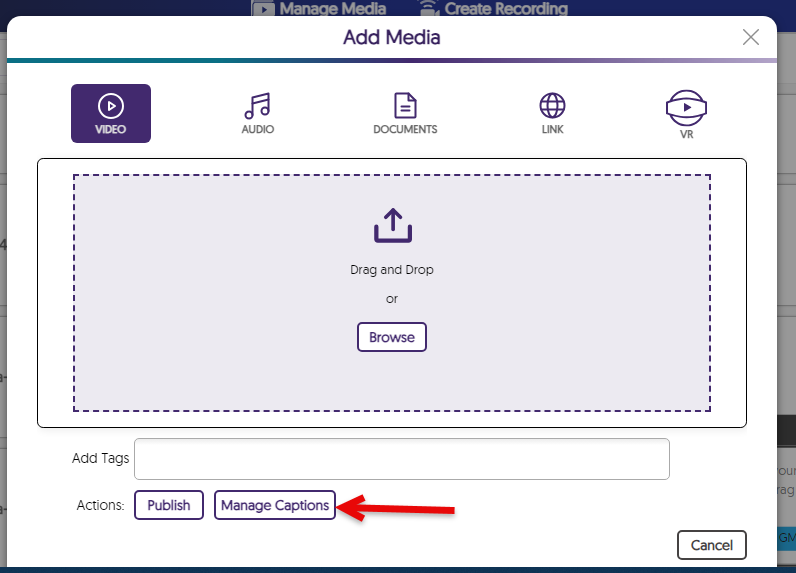 Manage Media Create Recording
Add Media
VIDEO AUDIO DOCUMENTS LINK VR
Drag and Drop
or
Browse
Add Tags
Actions: Publish Manage Captions
Cancel